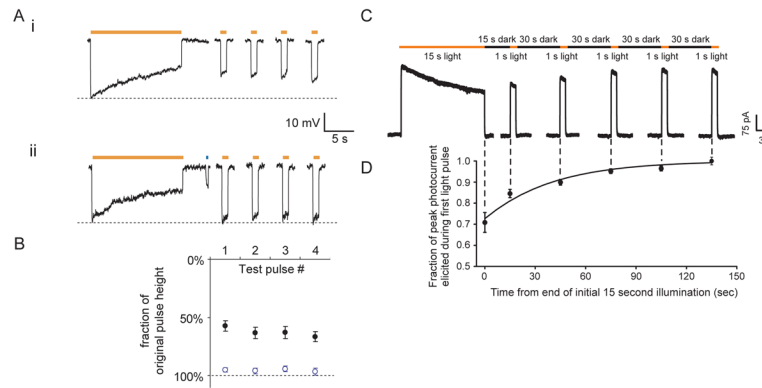 A
i
10 mV
5 s
ii
B
1 2 3 4
Test pulse #
0%
50%
100%
fraction of
original pulse height
C
15 s dark 30 s dark 30 s dark 30 s dark 30 s dark
15 s light 1 s light 1 s light 1 s light 1 s light 1 s light
75 pA
D
1.0
0.9
0.8
0.7
0.6
0.5
Fraction of peak photocurrent
elicited during first light pulse
0 30 60 90 120 150
Time from end of initial 15 second illumination (sec)